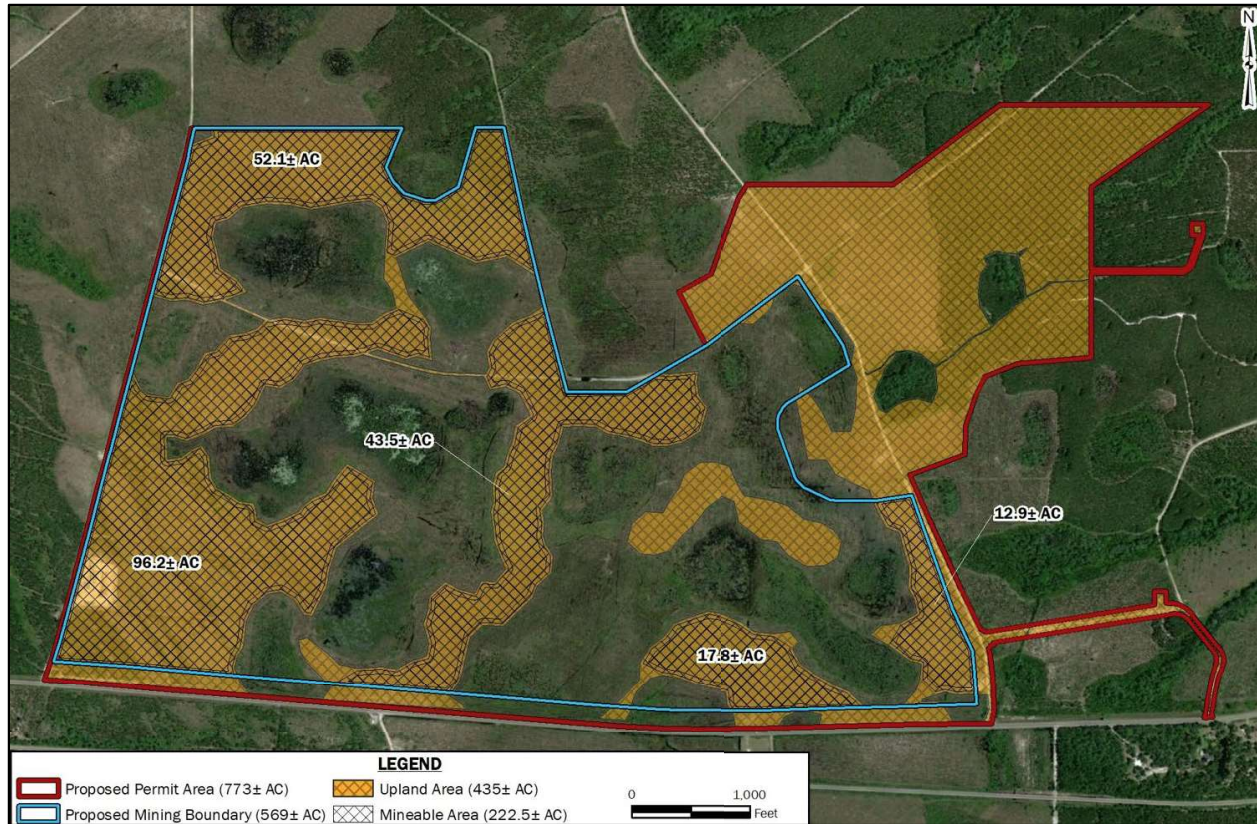 N
52.1± AC
43.5± AC
12.9± AC
96.2± AC
17.8± AC
LEGEND
Proposed Permit Area (773± AC)
Upland Area (435± AC)
Proposed Mining Boundary (569± AC)
Mineable Area (222.5± AC)
0 1,000
Feet